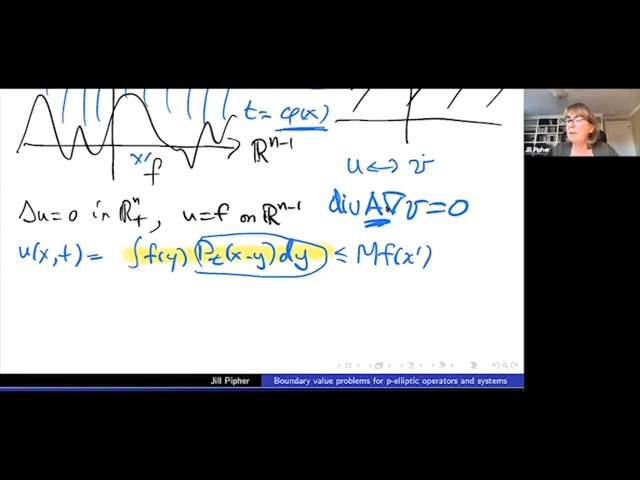 t = φ(x)
ℝⁿ⁻¹
x'
f
u ⟷ v
Δu = 0 in ℝⁿ₊, u = f on ℝⁿ⁻¹
div A∇v = 0
u(x, t) = ∫ f(y) Pₜ(x-y) dy ≤ Mf(x')
Jill Pipher
Jill Pipher Boundary value problems for p-elliptic operators and systems